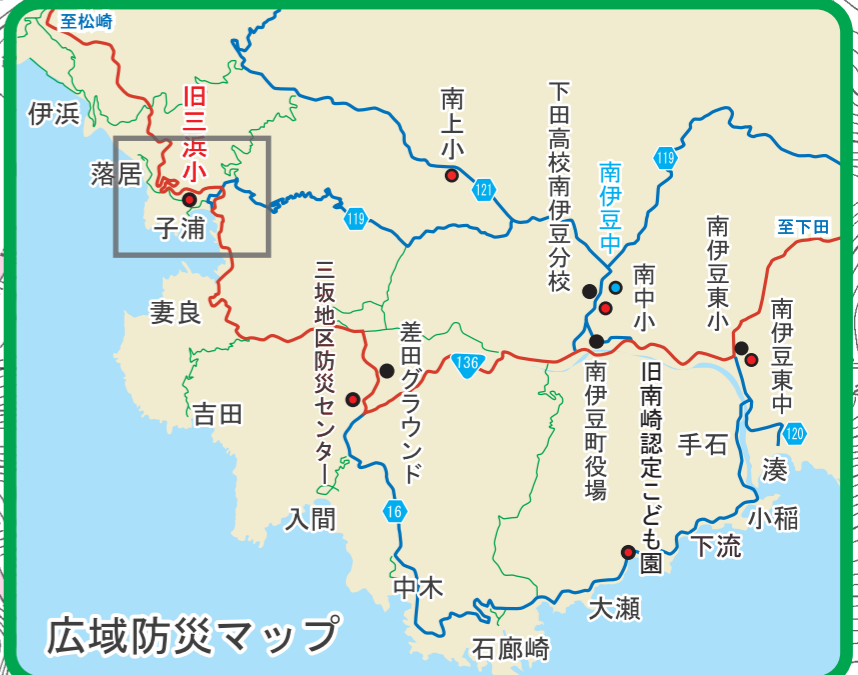 至松崎
伊浜
旧三浜小
落居
子浦
南上小
121
119
下田高校南伊豆分校
南伊豆中
119
南伊豆東小
至下田
妻良
三坂地区防災センター
差田グラウンド
136
南中小
南伊豆東中
吉田
南伊豆町役場
旧南崎認定こども園
手石
120
湊
入間
16
小稲
下流
中木
大瀬
石廊崎
広域防災マップ